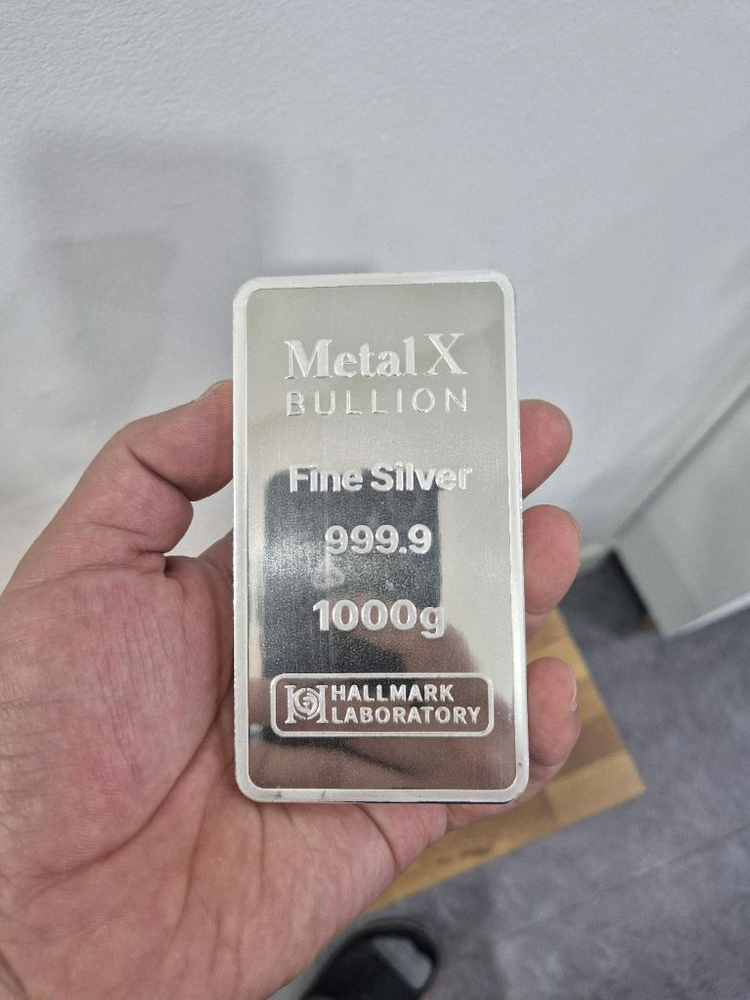 Metal X
BULLION
Fine Silver
999.9
1000g
HALLMARK
LABORATORY